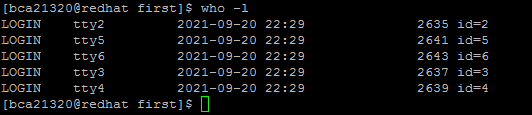 [bca21320@redhat first]$ who -l
LOGIN    tty2         2021-09-20 22:29              2635 id=2
LOGIN    tty5         2021-09-20 22:29              2641 id=5
LOGIN    tty6         2021-09-20 22:29              2643 id=6
LOGIN    tty3         2021-09-20 22:29              2637 id=3
LOGIN    tty4         2021-09-20 22:29              2639 id=4
[bca21320@redhat first]$